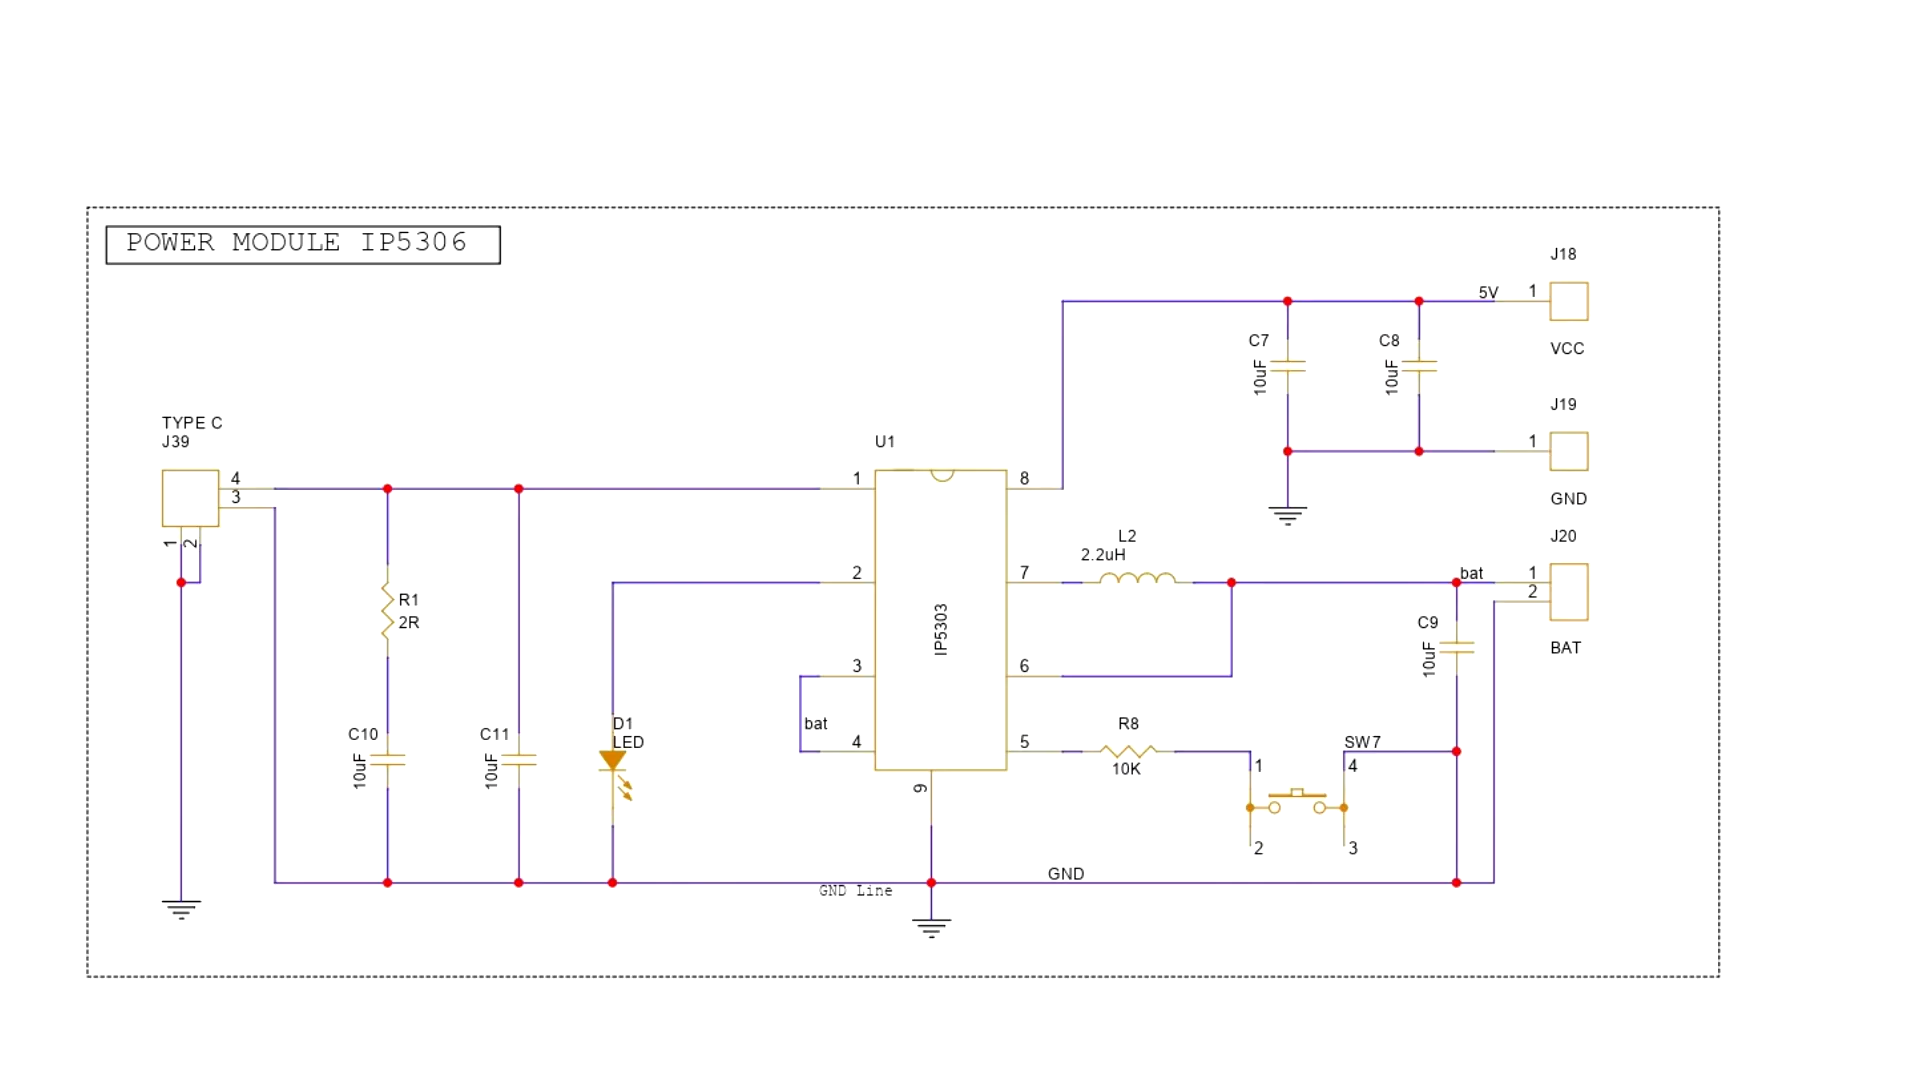 POWER MODULE IP5306
J18
5V
1
VCC
C7
10uF
C8
10uF
J19
1
GND
TYPE C
J39
4
3
1
2
U1
1
8
2
7
3
6
4
5
9
IP5303
L2
2.2uH
J20
bat
1
2
BAT
C9
10uF
R1
2R
C10
10uF
C11
10uF
D1
LED
bat
R8
10K
SW7
1
4
2
3
GND
GND Line